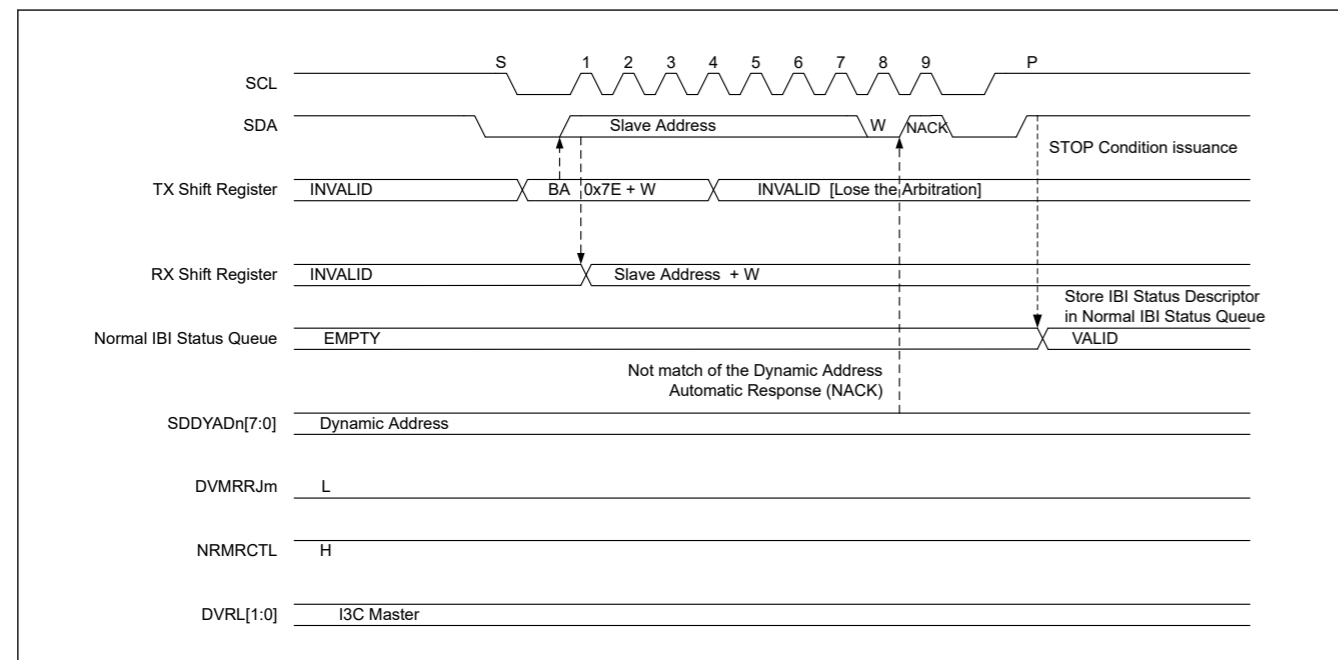 S 1 2 3 4 5 6 7 8 9 P
SCL
SDA Slave Address W NACK
STOP Condition issuance
TX Shift Register INVALID BA 0x7E + W INVALID [Lose the Arbitration]
RX Shift Register INVALID Slave Address + W
Store IBI Status Descriptor
in Normal IBI Status Queue
Normal IBI Status Queue EMPTY VALID
Not match of the Dynamic Address
Automatic Response (NACK)
SDDYADn[7:0] Dynamic Address
DVMRRJm L
NRMRCTL H
DVRL[1:0] I3C Master